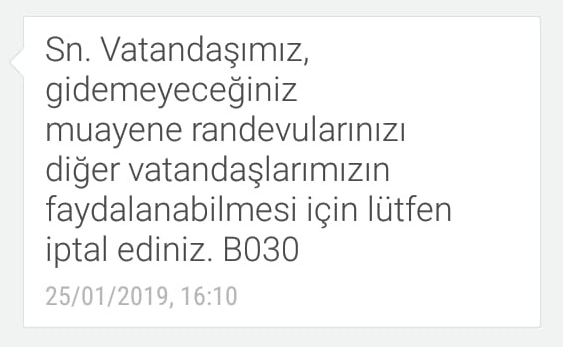 Sn. Vatandaşımız,
gidemeyeceğiniz
muayene randevularınızı
diğer vatandaşlarımızın
faydalanabilmesi için lütfen
iptal ediniz. B030
25/01/2019, 16:10